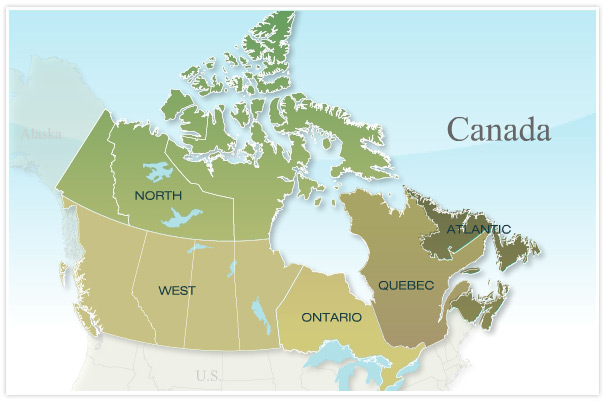 Canada
Alaska
NORTH
ATLANTIC
WEST
QUEBEC
ONTARIO
U.S.